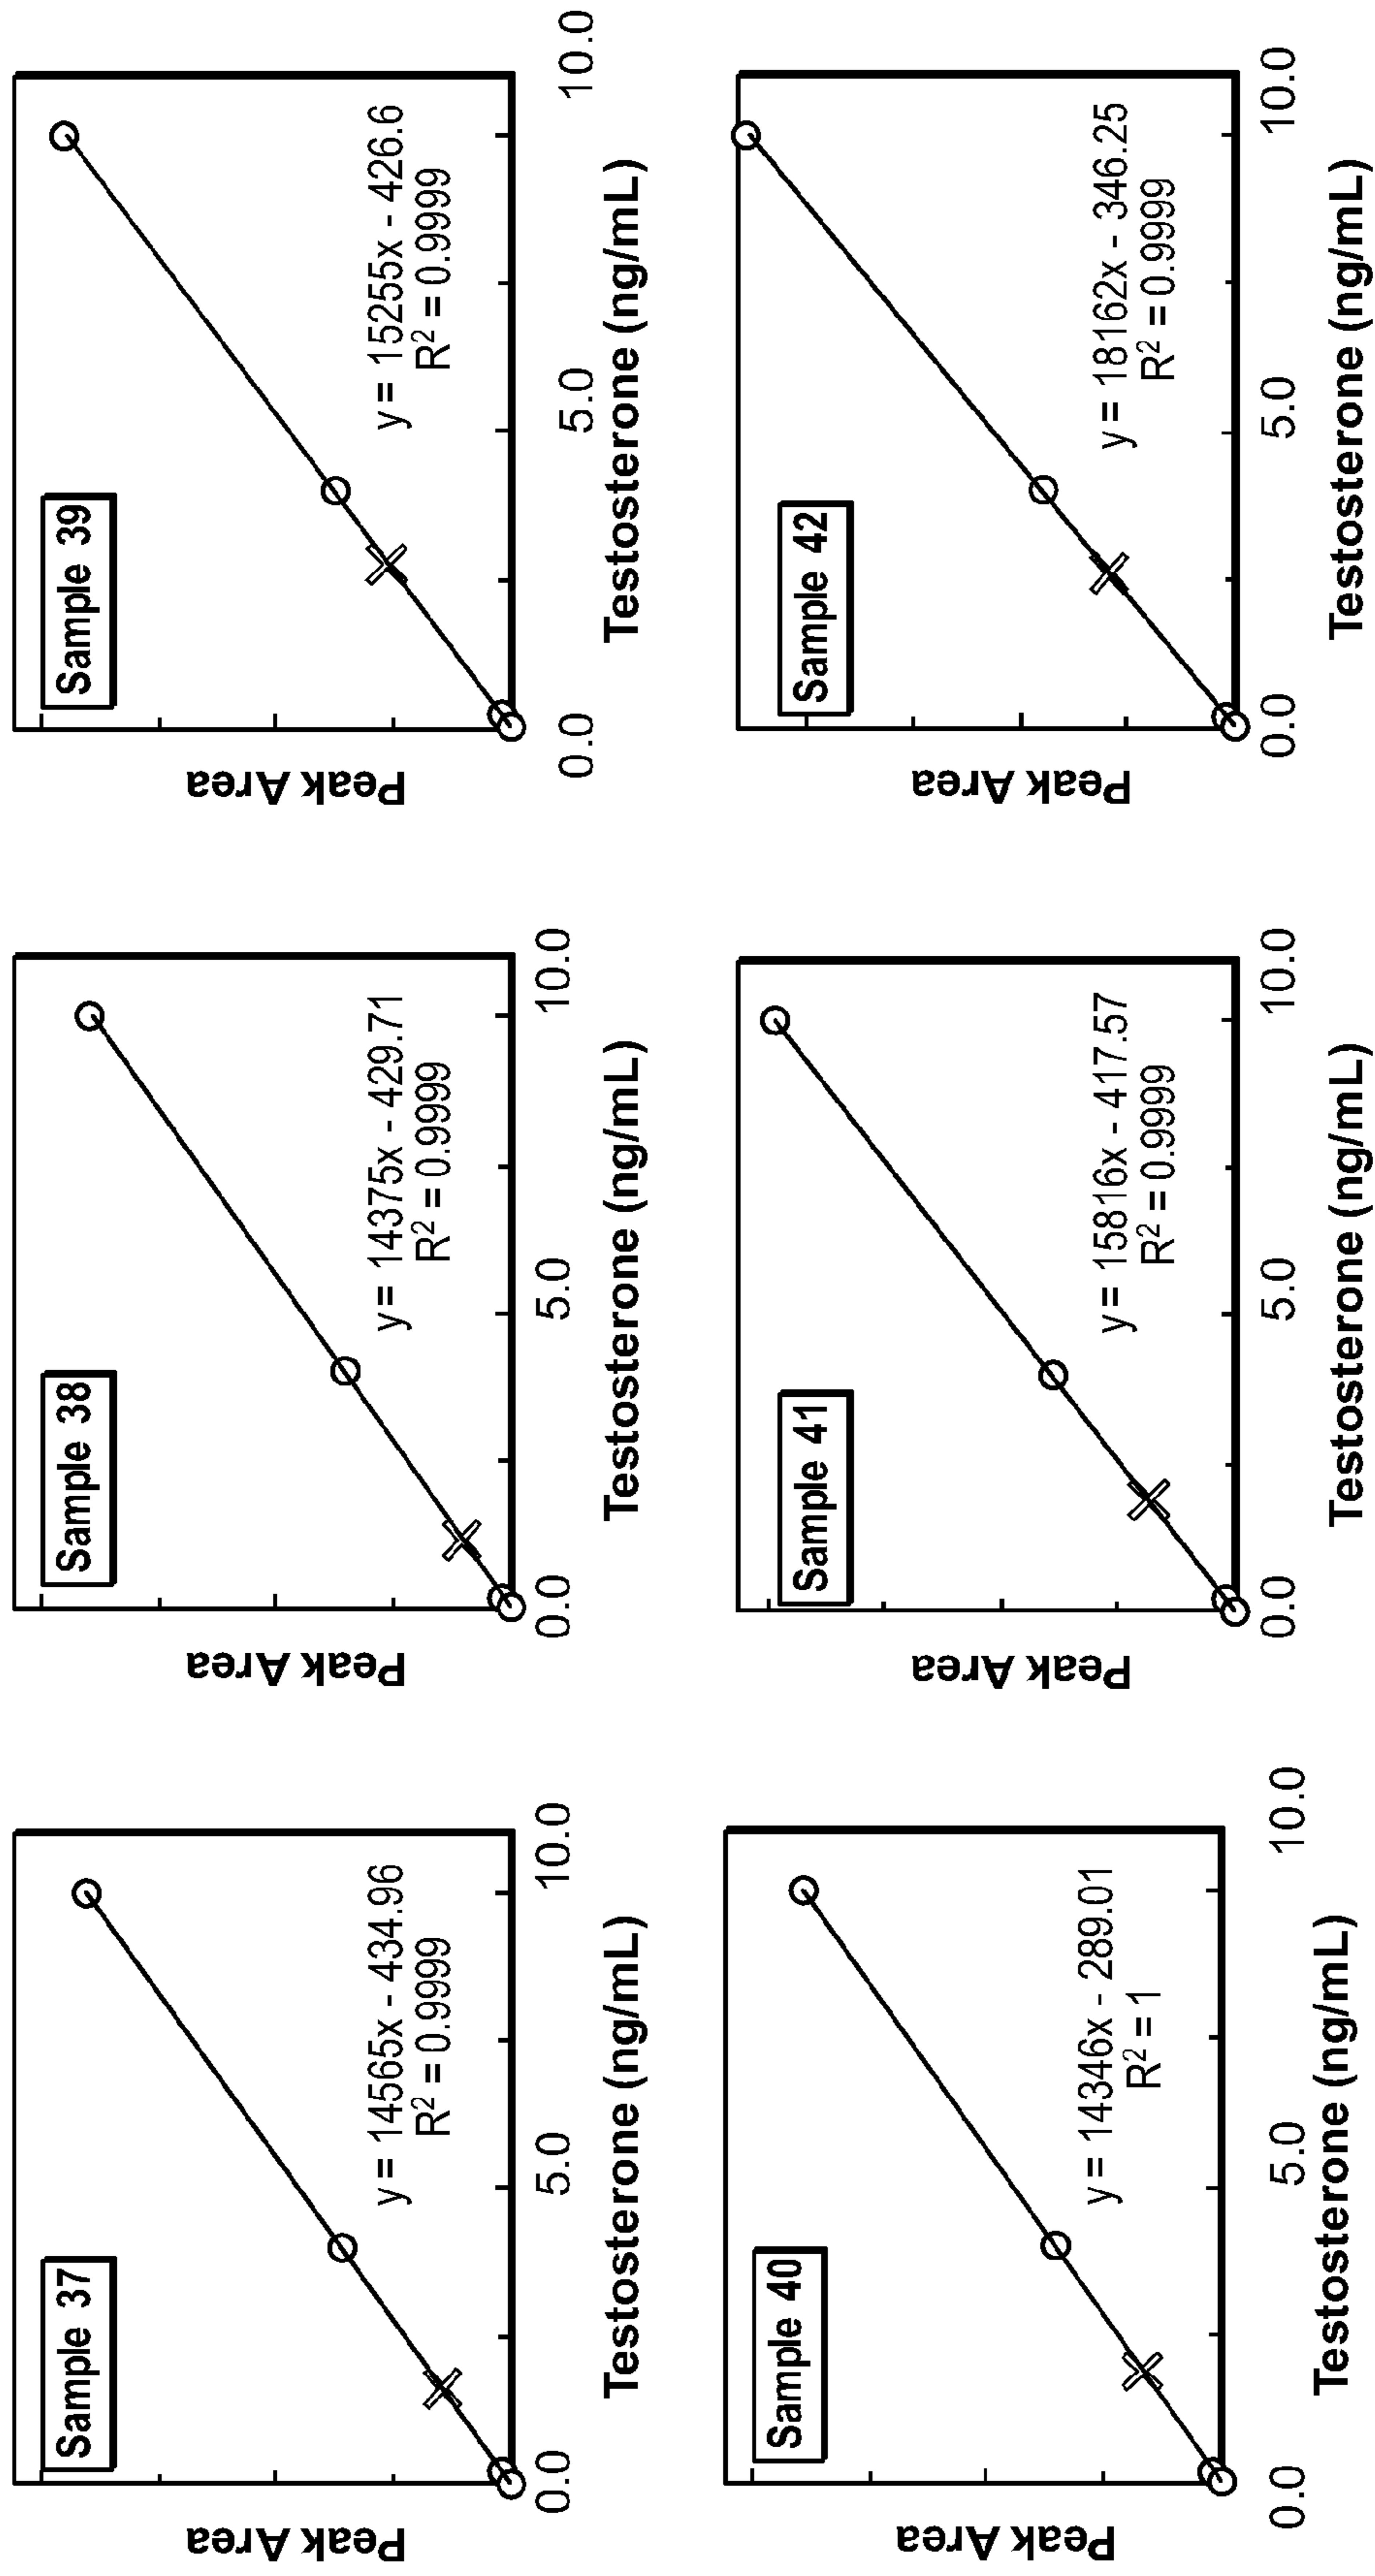 Sample 37
Peak Area
y = 14565x - 434.96
R² = 0.9999
0.0
5.0
10.0
Testosterone (ng/mL)
Sample 38
Peak Area
y = 14375x - 429.71
R² = 0.9999
0.0
5.0
10.0
Testosterone (ng/mL)
Sample 39
Peak Area
y = 15255x - 426.6
R² = 0.9999
0.0
5.0
10.0
Testosterone (ng/mL)
Sample 40
Peak Area
y = 14346x - 289.01
R² = 1
0.0
5.0
10.0
Testosterone (ng/mL)
Sample 41
Peak Area
y = 15816x - 417.57
R² = 0.9999
0.0
5.0
10.0
Testosterone (ng/mL)
Sample 42
Peak Area
y = 18162x - 346.25
R² = 0.9999
0.0
5.0
10.0
Testosterone (ng/mL)